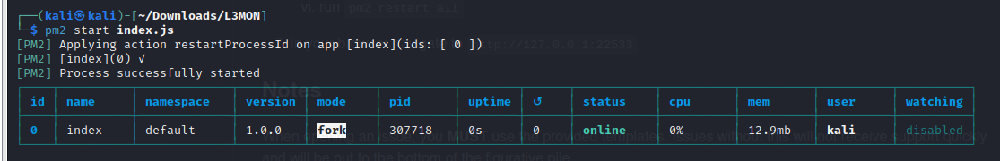 vi. run pm2 restart all
┌──(kali㉿kali)-[~/Downloads/L3MON]
└─$ pm2 start index.js
[PM2] Applying action restartProcessId on app [index](ids: [ 0 ])
http://127.0.0.1:22533
[PM2] [index](0) ✓
[PM2] Process successfully started
Notes
id name namespace version mode pid uptime ↺ status cpu mem user watching
0 index default 1.0.0 fork 307718 0s 0 online 0% 12.9mb kali disabled
When opening an issue, you MUST use the provided templates. Issues without this will not receive support quickly
and will be put to the bottom of the figurative pile